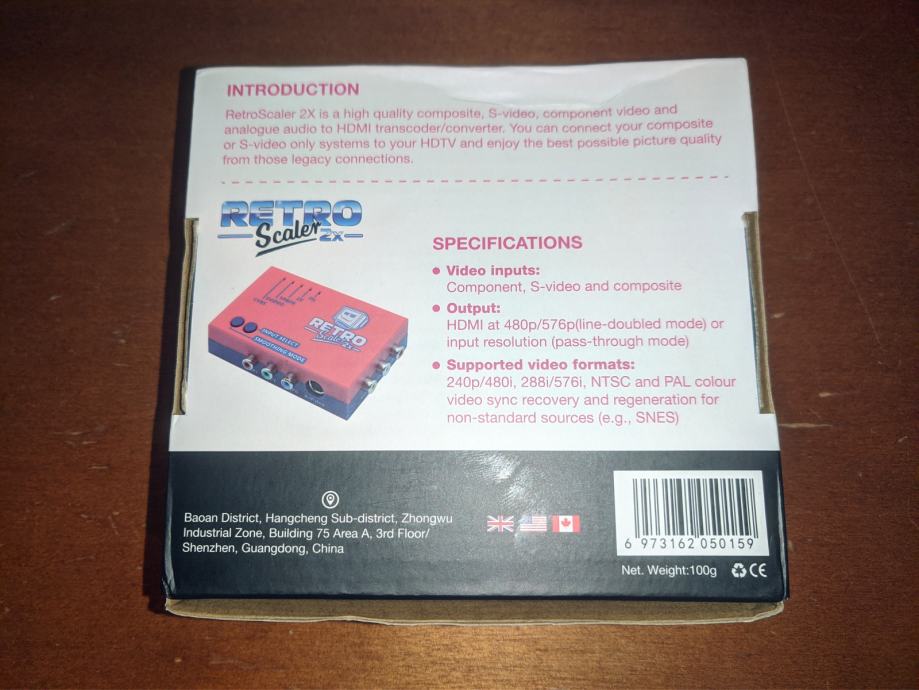 INTRODUCTION
RetroScaler 2X is a high quality composite, S-video, component video and
analogue audio to HDMI transcoder/converter. You can connect your composite
or S-video only systems to your HDTV and enjoy the best possible picture quality
from those legacy connections.
RETRO
Scaler 2X
INPUT SELECT
SMOOTHING MODE
RETRO
Scaler 2X
SPECIFICATIONS
• Video inputs:
Component, S-video and composite
• Output:
HDMI at 480p/576p(line-doubled mode) or
input resolution (pass-through mode)
• Supported video formats:
240p/480i, 288i/576i, NTSC and PAL colour
video sync recovery and regeneration for
non-standard sources (e.g., SNES)
Baoan District, Hangcheng Sub-district, Zhongwu
Industrial Zone, Building 75 Area A, 3rd Floor/
Shenzhen, Guangdong, China
6 973162 050159
Net. Weight:100g CE